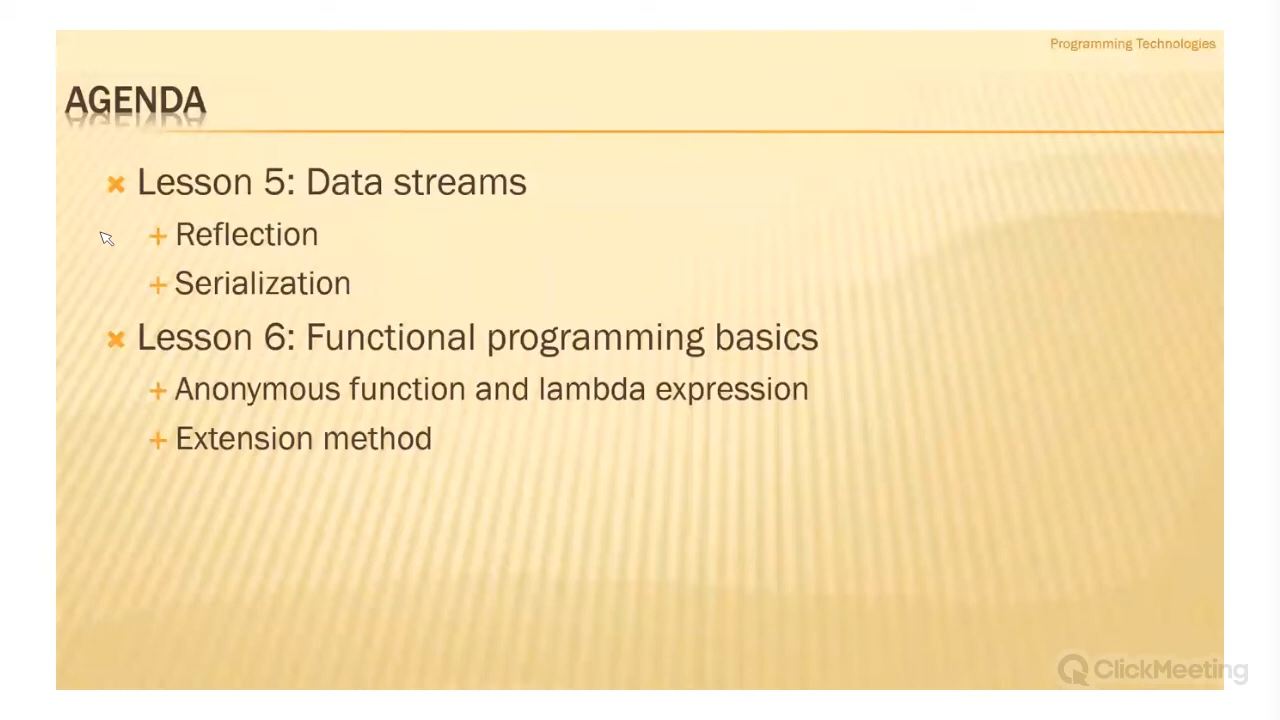 Programming Technologies
AGENDA
Lesson 5: Data streams
Reflection
Serialization
Lesson 6: Functional programming basics
Anonymous function and lambda expression
Extension method
ClickMeeting